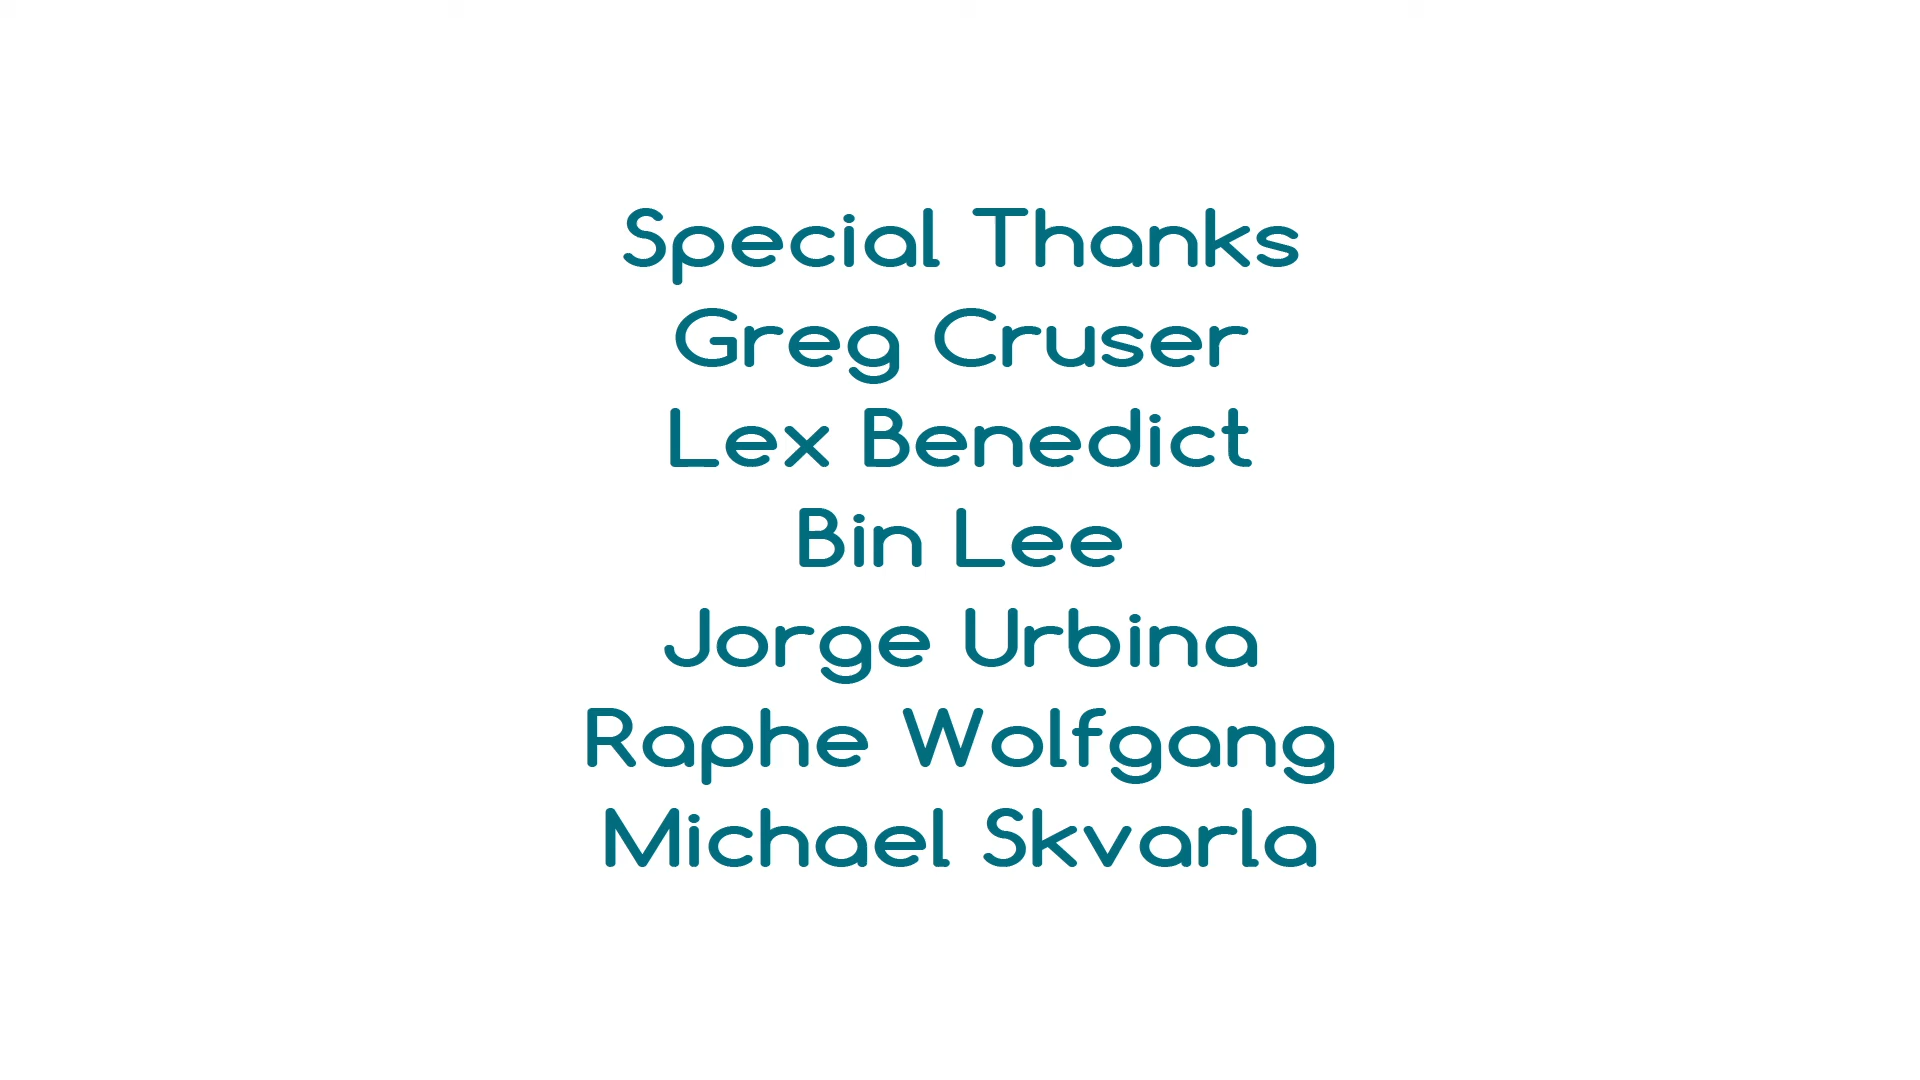 Special Thanks
Greg Cruser
Lex Benedict
Bin Lee
Jorge Urbina
Raphe Wolfgang
Michael Skvarla